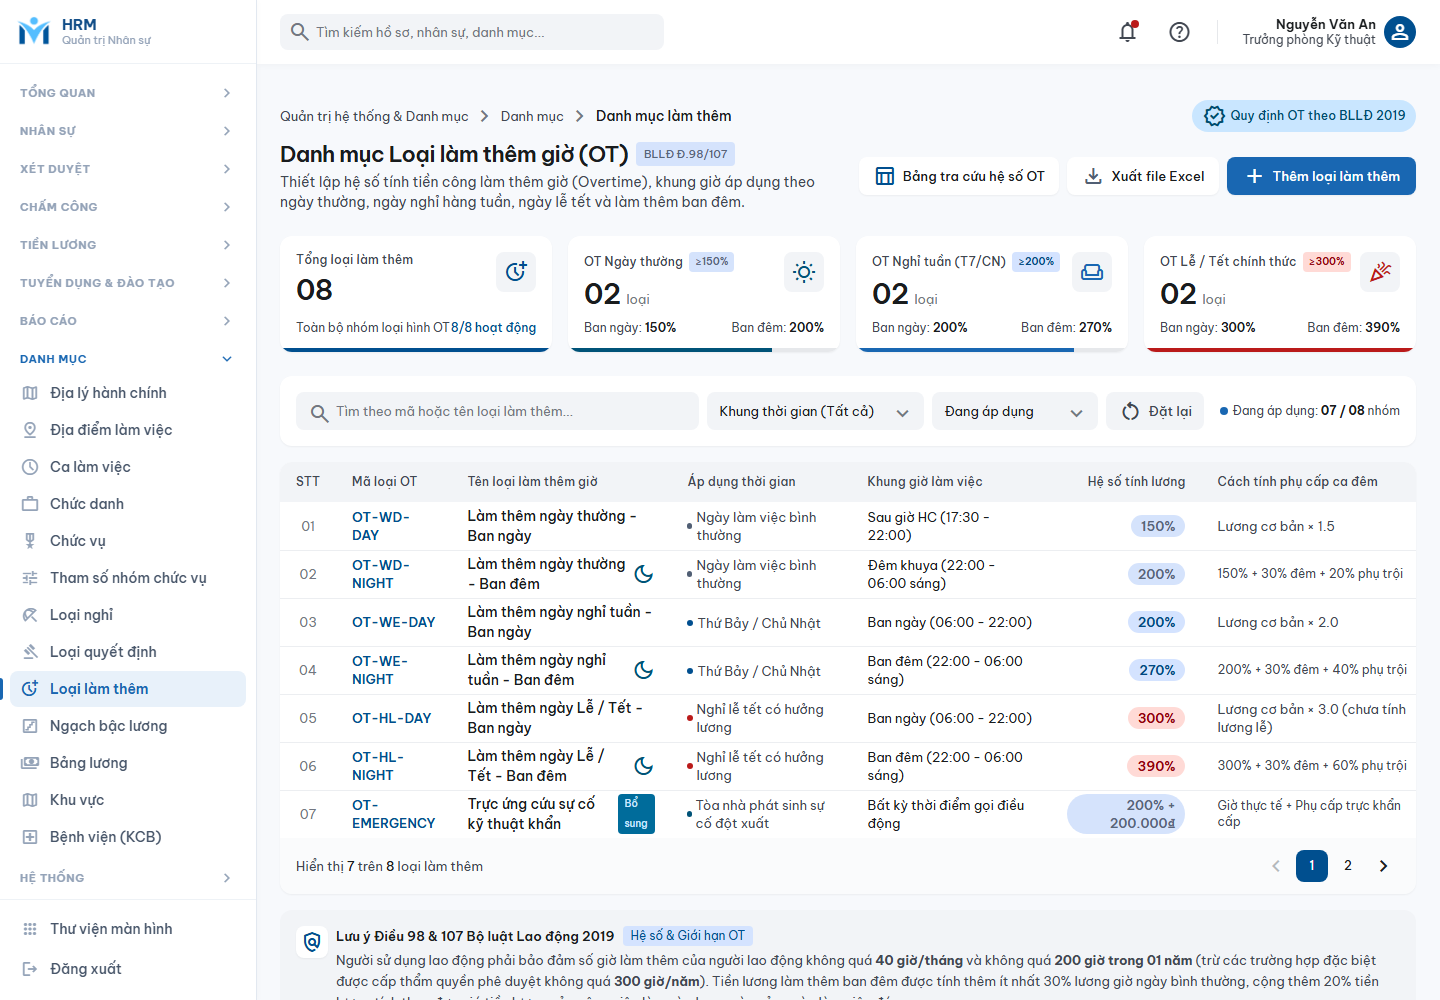 HRM
Quản trị Nhân sự
TỔNG QUAN
NHÂN SỰ
XÉT DUYỆT
CHẤM CÔNG
TIỀN LƯƠNG
TUYỂN DỤNG & ĐÀO TẠO
BÁO CÁO
DANH MỤC
Địa lý hành chính
Địa điểm làm việc
Ca làm việc
Chức danh
Chức vụ
Tham số nhóm chức vụ
Loại nghỉ
Loại quyết định
Loại làm thêm
Ngạch bậc lương
Bảng lương
Khu vực
Bệnh viện (KCB)
HỆ THỐNG
Thư viện màn hình
Đăng xuất
Tìm kiếm hồ sơ, nhân sự, danh mục...
Nguyễn Văn An
Trưởng phòng Kỹ thuật
Quản trị hệ thống & Danh mục
Danh mục
Danh mục làm thêm
Quy định OT theo BLLĐ 2019
Danh mục Loại làm thêm giờ (OT)
BLLĐ Đ.98/107
Thiết lập hệ số tính tiền công làm thêm giờ (Overtime), khung giờ áp dụng theo
ngày thường, ngày nghỉ hàng tuần, ngày lễ tết và làm thêm ban đêm.
Bảng tra cứu hệ số OT
Xuất file Excel
Thêm loại làm thêm
Tổng loại làm thêm
08
Toàn bộ nhóm loại hình OT 8/8 hoạt động
OT Ngày thường ≥150%
02 loại
Ban ngày: 150% Ban đêm: 200%
OT Nghỉ tuần (T7/CN) ≥200%
02 loại
Ban ngày: 200% Ban đêm: 270%
OT Lễ / Tết chính thức ≥300%
02 loại
Ban ngày: 300% Ban đêm: 390%
Tìm theo mã hoặc tên loại làm thêm...
Khung thời gian (Tất cả)
Đang áp dụng
Đặt lại
Đang áp dụng: 07 / 08 nhóm
STT Mã loại OT Tên loại làm thêm giờ Áp dụng thời gian Khung giờ làm việc Hệ số tính lương Cách tính phụ cấp ca đêm
01
OT-WD-
DAY
Làm thêm ngày thường -
Ban ngày
Ngày làm việc bình
thường
Sau giờ HC (17:30 -
22:00)
150%
Lương cơ bản × 1.5
02
OT-WD-
NIGHT
Làm thêm ngày thường
- Ban đêm
Ngày làm việc bình
thường
Đêm khuya (22:00 -
06:00 sáng)
200%
150% + 30% đêm + 20% phụ trội
03
OT-WE-DAY
Làm thêm ngày nghỉ tuần -
Ban ngày
Thứ Bảy / Chủ Nhật
Ban ngày (06:00 - 22:00)
200%
Lương cơ bản × 2.0
04
OT-WE-
NIGHT
Làm thêm ngày nghỉ
tuần - Ban đêm
Thứ Bảy / Chủ Nhật
Ban đêm (22:00 - 06:00
sáng)
270%
200% + 30% đêm + 40% phụ trội
05
OT-HL-DAY
Làm thêm ngày Lễ / Tết -
Ban ngày
Nghỉ lễ tết có hưởng
lương
Ban ngày (06:00 - 22:00)
300%
Lương cơ bản × 3.0 (chưa tính
lương lễ)
06
OT-HL-
NIGHT
Làm thêm ngày Lễ /
Tết - Ban đêm
Nghỉ lễ tết có hưởng
lương
Ban đêm (22:00 - 06:00
sáng)
390%
300% + 30% đêm + 60% phụ trội
07
OT-
EMERGENCY
Trực ứng cứu sự cố
kỹ thuật khẩn
Bổ
sung
Tòa nhà phát sinh sự
cố đột xuất
Bất kỳ thời điểm gọi điều
động
200% +
200.000đ
Giờ thực tế + Phụ cấp trực khẩn
cấp
Hiển thị 7 trên 8 loại làm thêm
1 2
Lưu ý Điều 98 & 107 Bộ luật Lao động 2019 Hệ số & Giới hạn OT
Người sử dụng lao động phải bảo đảm số giờ làm thêm của người lao động không quá 40 giờ/tháng và không quá 200 giờ trong 01 năm (trừ các trường hợp đặc biệt
được cấp thẩm quyền phê duyệt không quá 300 giờ/năm). Tiền lương làm thêm ban đêm được tính thêm ít nhất 30% lương giờ ngày bình thường, cộng thêm 20% tiền